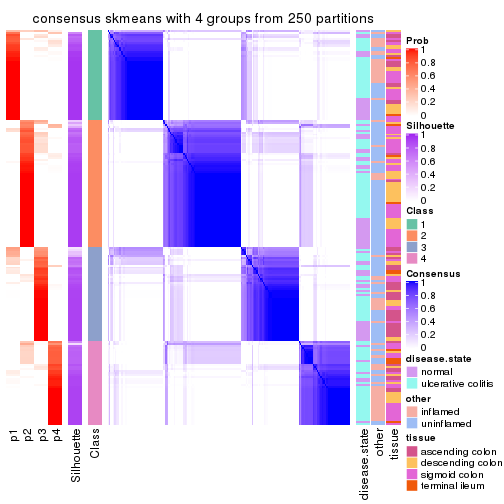 consensus skmeans with 4 groups from 250 partitions
p1
p2
p3
p4
Silhouette
Class
disease.state
other
tissue
Prob
1
0.8
0.6
0.4
0.2
0
Silhouette
1
0.8
0.6
0.4
0.2
0
Class
1
2
3
4
Consensus
1
0.8
0.6
0.4
0.2
0
disease.state
normal
ulcerative colitis
other
inflamed
uninflamed
tissue
ascending colon
descending colon
sigmoid colon
terminal ileum